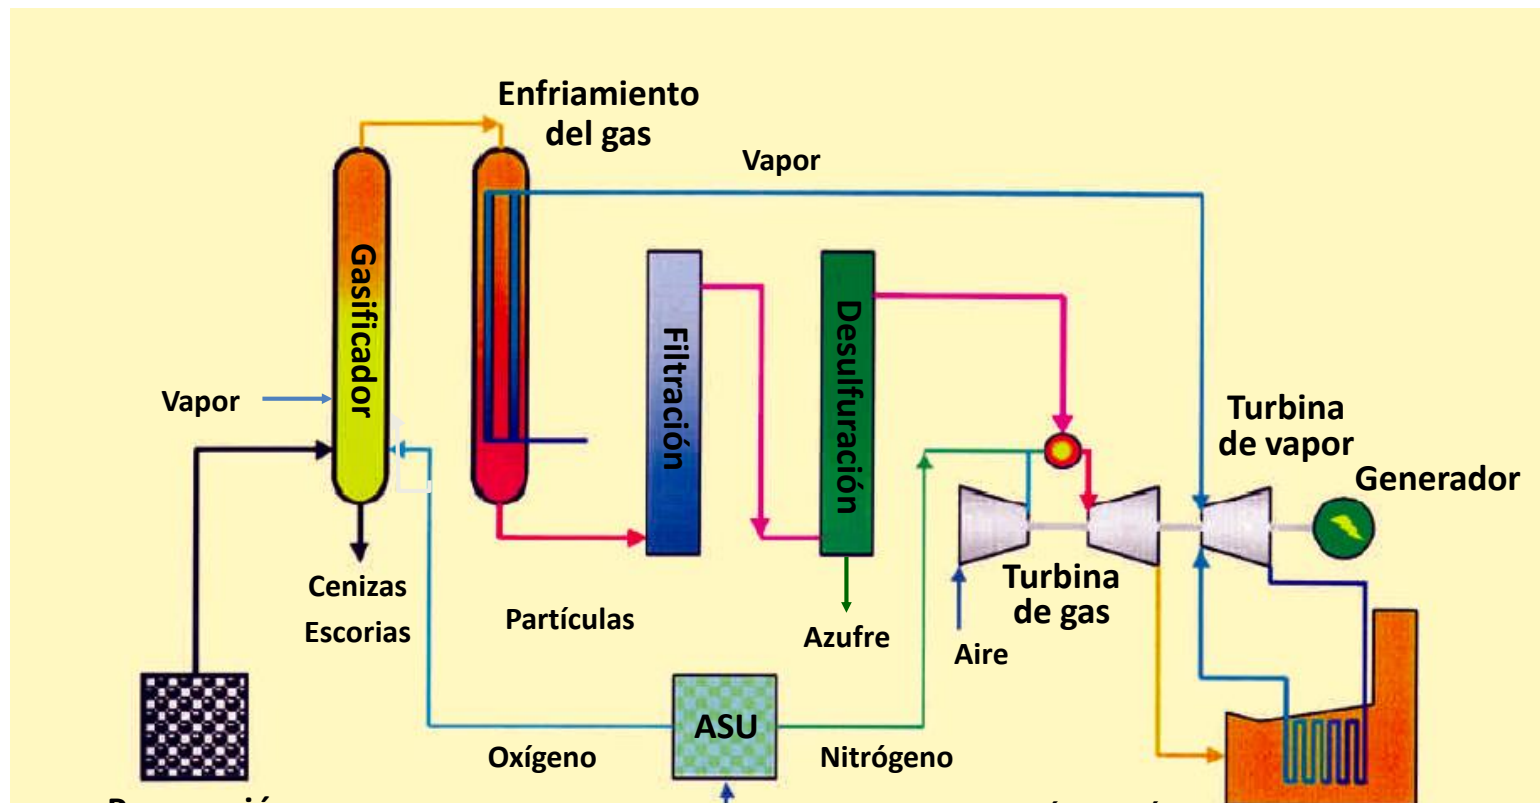 Enfriamiento
del gas
Vapor
Gasificador
Filtración
Desulfuración
Vapor
Turbina
de vapor
Generador
Turbina
de gas
Cenizas
Escorias
Partículas
Azufre
Aire
ASU
Oxígeno
Nitrógeno